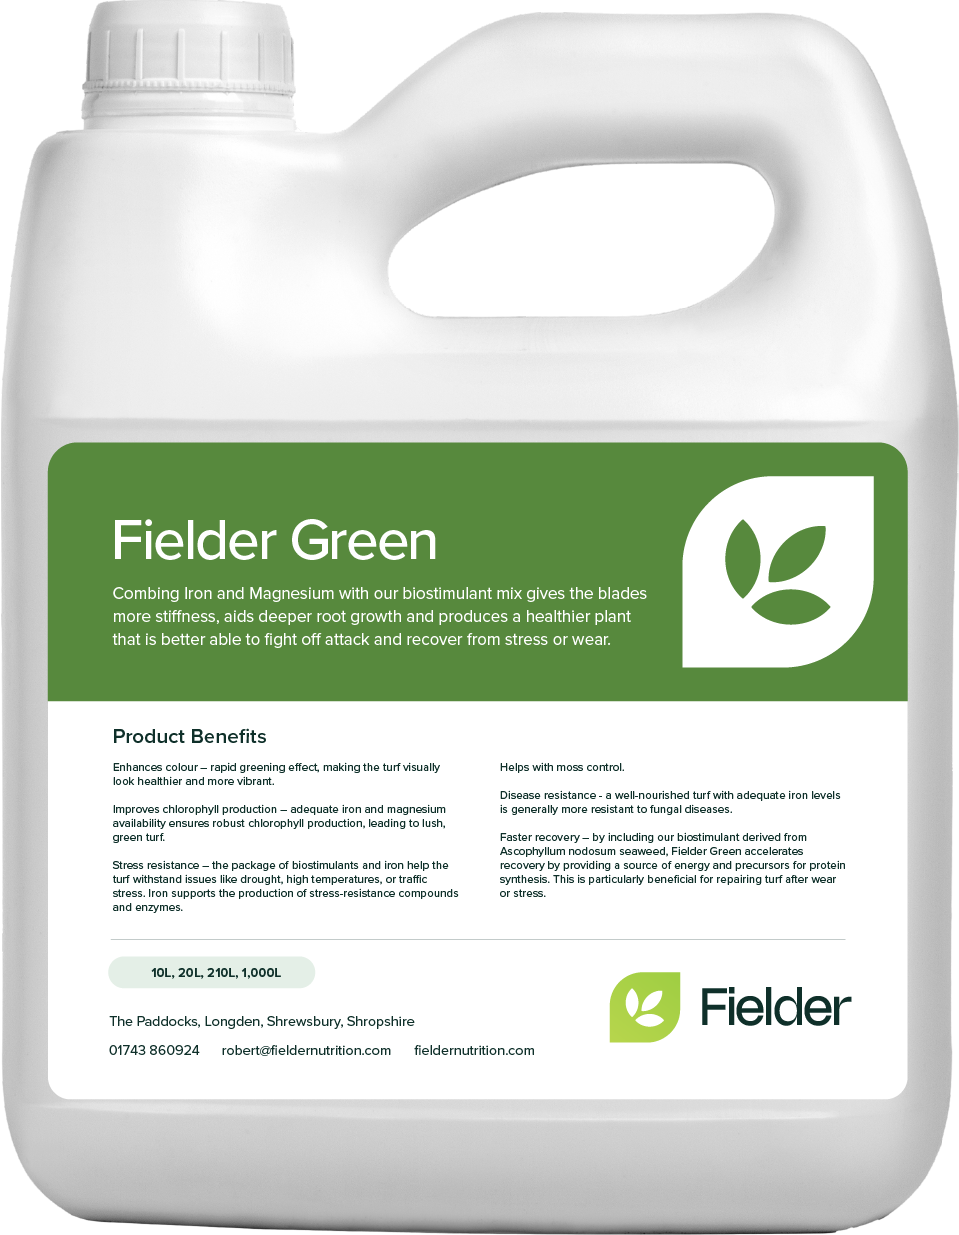 Fielder Green
Combing Iron and Magnesium with our biostimulant mix gives the blades
more stiffness, aids deeper root growth and produces a healthier plant
that is better able to fight off attack and recover from stress or wear.
Product Benefits
Enhances colour – rapid greening effect, making the turf visually
look healthier and more vibrant.
Improves chlorophyll production – adequate iron and magnesium
availability ensures robust chlorophyll production, leading to lush,
green turf.
Stress resistance – the package of biostimulants and iron help the
turf withstand issues like drought, high temperatures, or traffic
stress. Iron supports the production of stress-resistance compounds
and enzymes.
Helps with moss control.
Disease resistance - a well-nourished turf with adequate iron levels
is generally more resistant to fungal diseases.
Faster recovery – by including our biostimulant derived from
Ascophyllum nodosum seaweed, Fielder Green accelerates
recovery by providing a source of energy and precursors for protein
synthesis. This is particularly beneficial for repairing turf after wear
or stress.
10L, 20L, 210L, 1,000L
The Paddocks, Longden, Shrewsbury, Shropshire
01743 860924 robert@fieldernutrition.com fieldernutrition.com
Fielder